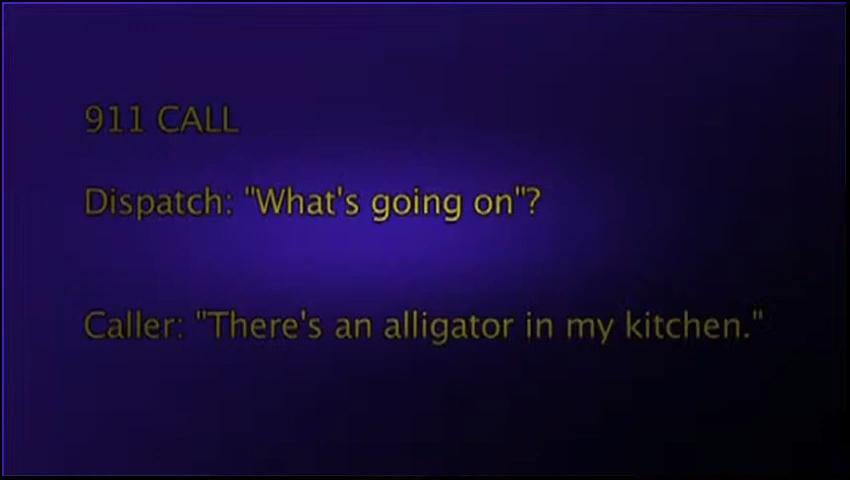 911 CALL
Dispatch: "What's going on"?
Caller: "There's an alligator in my kitchen."